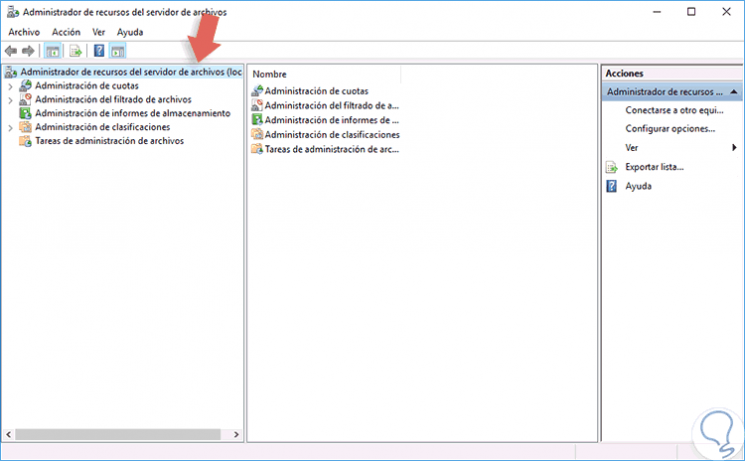 Administrador de recursos del servidor de archivos
Archivo Acción Ver Ayuda
Administrador de recursos del servidor de archivos (loc
Administración de cuotas
Administración del filtrado de archivos
Administración de informes de almacenamiento
Administración de clasificaciones
Tareas de administración de archivos
Nombre
Administración de cuotas
Administración del filtrado de a...
Administración de informes de ...
Administración de clasificaciones
Tareas de administración de arc...
Acciones
Administrador de recursos ...
Conectarse a otro equi...
Configurar opciones...
Ver
Exportar lista...
Ayuda